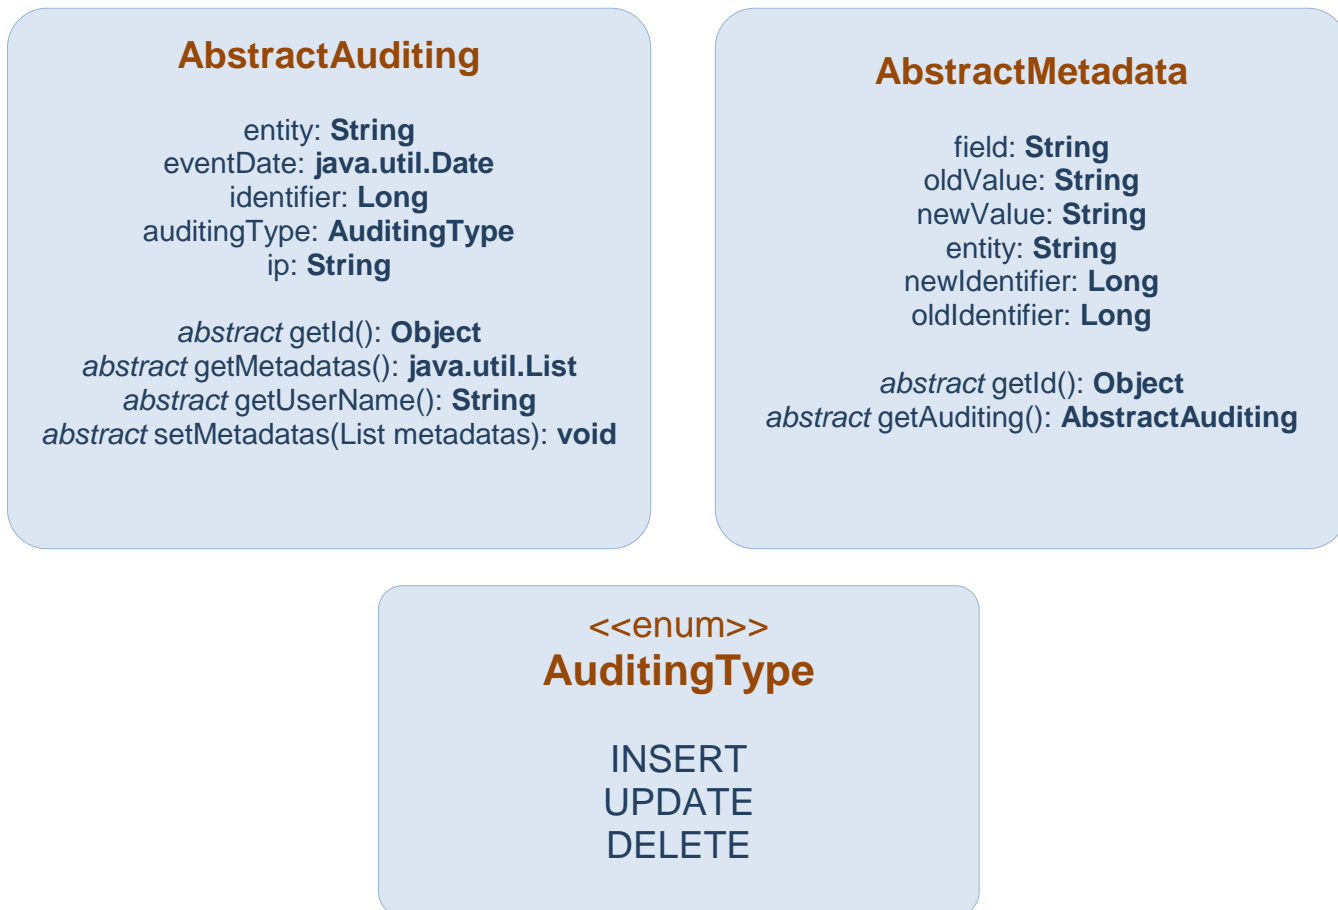 AbstractAuditing
entity: String
eventDate: java.util.Date
identifier: Long
auditingType: AuditingType
ip: String
abstract getId(): Object
abstract getMetadatas(): java.util.List
abstract getUserName(): String
abstract setMetadatas(List metadatas): void
AbstractMetadata
field: String
oldValue: String
newValue: String
entity: String
newIdentifier: Long
oldIdentifier: Long
abstract getId(): Object
abstract getAuditing(): AbstractAuditing
<<enum>>
AuditingType
INSERT
UPDATE
DELETE